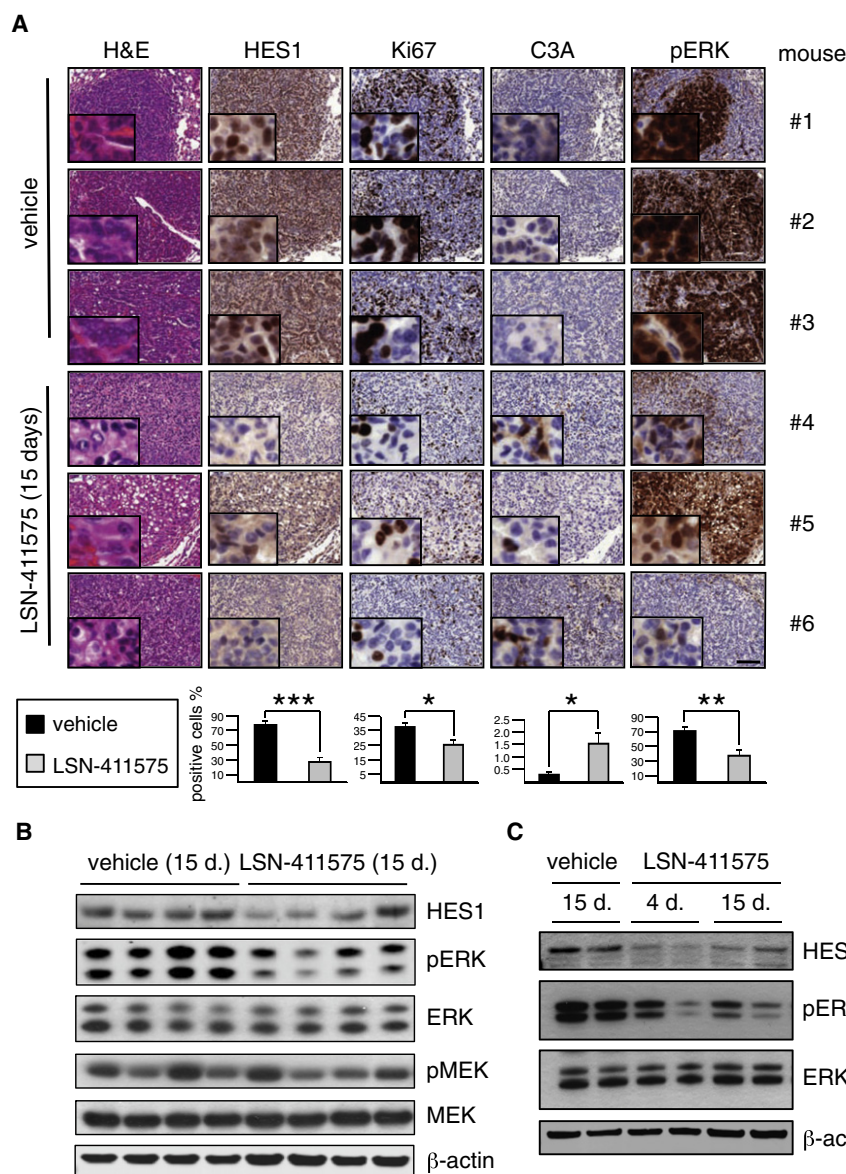 A
H&E HES1 Ki67 C3A pERK mouse
vehicle
#1
#2
#3
LSN-411575 (15 days)
#4
#5
#6
vehicle
LSN-411575
positive cells %
90
70
50
30
10
***
45
35
25
15
5
*
2.5
2.0
1.5
1.0
0.5
*
90
70
50
30
10
**
B
vehicle (15 d.) LSN-411575 (15 d.)
HES1
pERK
ERK
pMEK
MEK
β-actin
C
vehicle LSN-411575
15 d. 4 d. 15 d.
HES
pER
ERK
β-ac